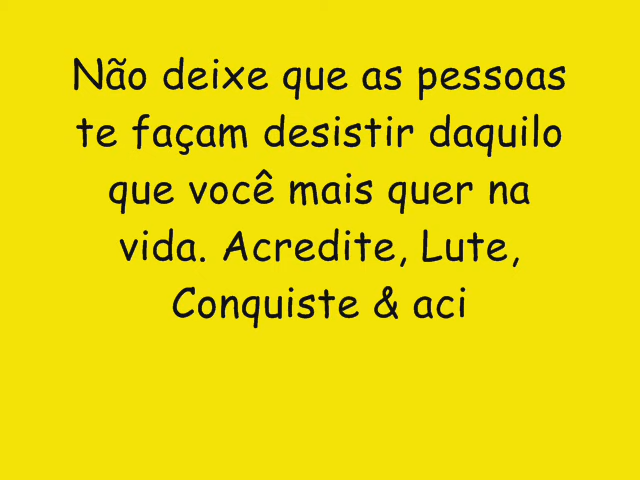 Não deixe que as pessoas
te façam desistir daquilo
que você mais quer na
vida. Acredite, Lute,
Conquiste & aci